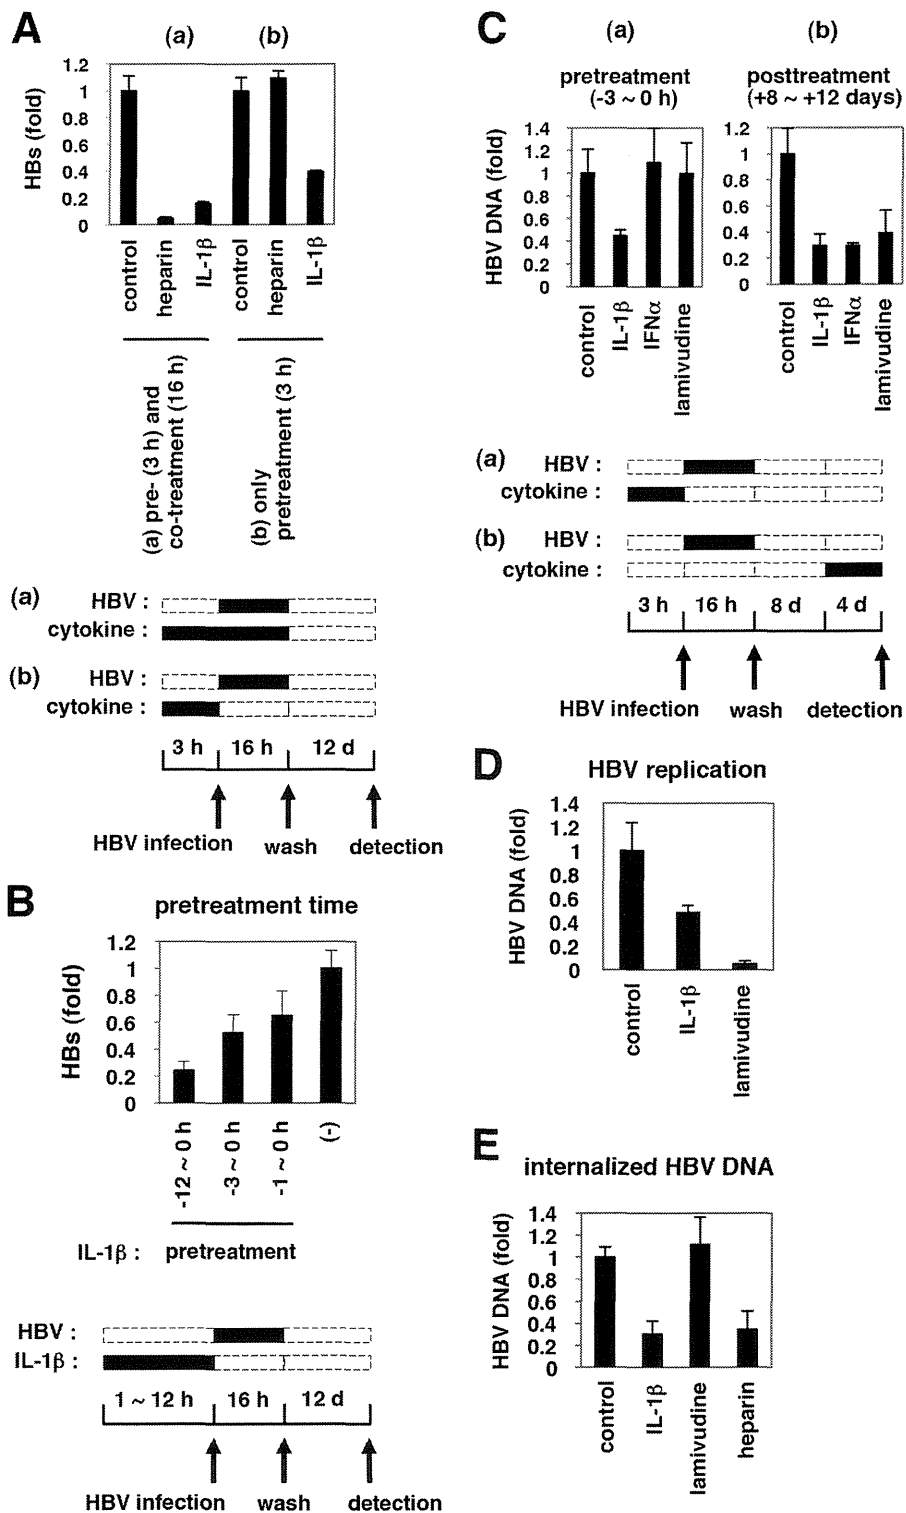 A
(a)
(b)
HBs (fold)
1.2
1
0.8
0.6
0.4
0.2
0
control
heparin
IL-1β
control
heparin
IL-1β
(a) pre- (3 h) and
co-treatment (16 h)
(b) only
pretreatment (3 h)
(a)
HBV :
cytokine :
(b)
HBV :
cytokine :
3 h
16 h
12 d
HBV infection
wash
detection
B
pretreatment time
HBs (fold)
1.2
1
0.8
0.6
0.4
0.2
0
-12 ~ 0 h
-3 ~ 0 h
-1 ~ 0 h
(-)
IL-1β :
pretreatment
HBV :
IL-1β :
1 ~ 12 h
16 h
12 d
HBV infection
wash
detection
C
(a)
(b)
pretreatment
(-3 ~ 0 h)
posttreatment
(+8 ~ +12 days)
HBV DNA (fold)
1.4
1.2
1
0.8
0.6
0.4
0.2
0
control
IL-1β
IFNα
lamivudine
1.2
1
0.8
0.6
0.4
0.2
0
control
IL-1β
IFNα
lamivudine
(a)
HBV :
cytokine :
(b)
HBV :
cytokine :
3 h
16 h
8 d
4 d
HBV infection
wash
detection
D
HBV replication
HBV DNA (fold)
1.4
1.2
1
0.8
0.6
0.4
0.2
0
control
IL-1β
lamivudine
E
internalized HBV DNA
HBV DNA (fold)
1.4
1.2
1
0.8
0.6
0.4
0.2
0
control
IL-1β
lamivudine
heparin